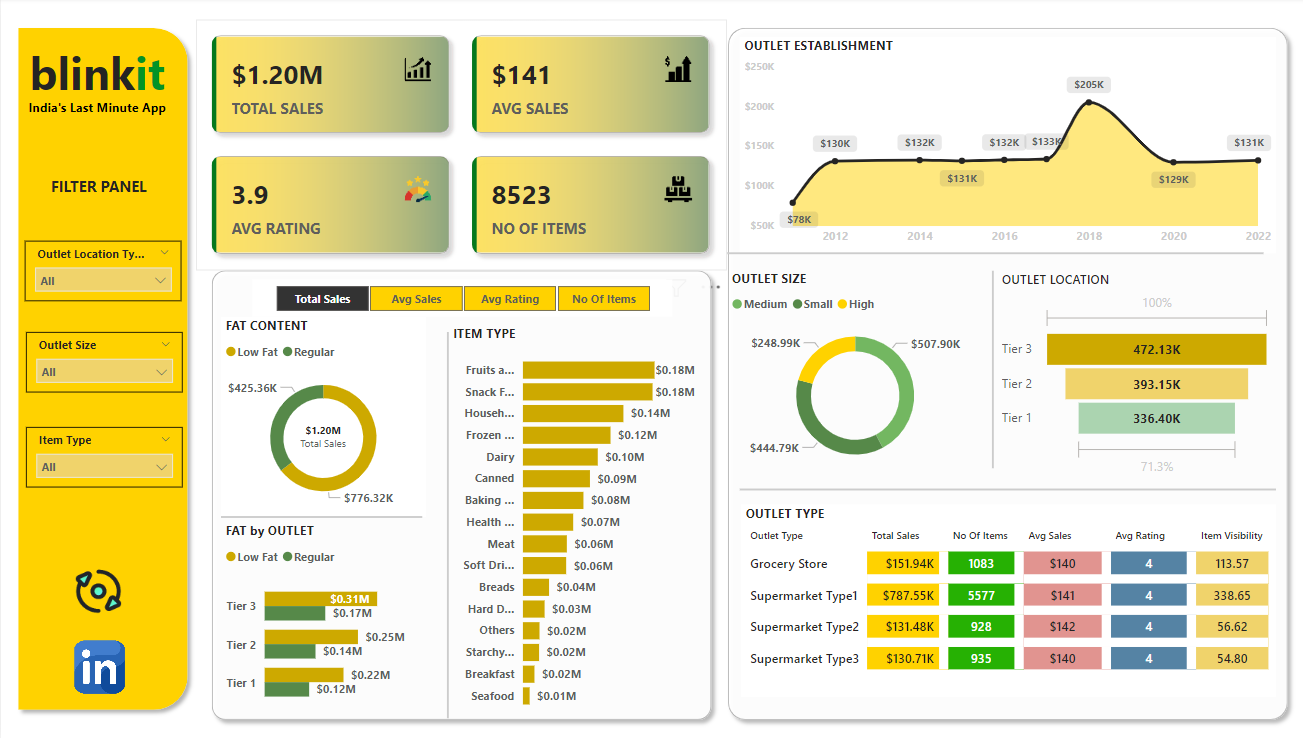 blinkit
India's Last Minute App
FILTER PANEL
Outlet Location Ty...
All
Outlet Size
All
Item Type
All
in
$1.20M
TOTAL SALES
$141
AVG SALES
3.9
AVG RATING
8523
NO OF ITEMS
Total Sales Avg Sales Avg Rating No Of Items
FAT CONTENT
Low Fat Regular
$425.36K
$1.20M
Total Sales
$776.32K
FAT by OUTLET
Low Fat Regular
Tier 3 $0.31M
$0.17M
Tier 2 $0.25M
$0.14M
Tier 1 $0.22M
$0.12M
ITEM TYPE
Fruits a... $0.18M
Snack F... $0.18M
Househ... $0.14M
Frozen ... $0.12M
Dairy $0.10M
Canned $0.09M
Baking ... $0.08M
Health ... $0.07M
Meat $0.06M
Soft Dri... $0.06M
Breads $0.04M
Hard D... $0.03M
Others $0.02M
Starchy... $0.02M
Breakfast $0.02M
Seafood $0.01M
OUTLET ESTABLISHMENT
$250K
$200K
$150K
$100K
$50K
$78K $130K $132K $131K $132K $133K $205K $129K $131K
2012 2014 2016 2018 2020 2022
OUTLET SIZE
Medium Small High
$248.99K $507.90K
$444.79K
OUTLET LOCATION
100%
Tier 3 472.13K
Tier 2 393.15K
Tier 1 336.40K
71.3%
OUTLET TYPE
Outlet Type Total Sales No Of Items Avg Sales Avg Rating Item Visibility
Grocery Store $151.94K 1083 $140 4 113.57
Supermarket Type1 $787.55K 5577 $141 4 338.65
Supermarket Type2 $131.48K 928 $142 4 56.62
Supermarket Type3 $130.71K 935 $140 4 54.80